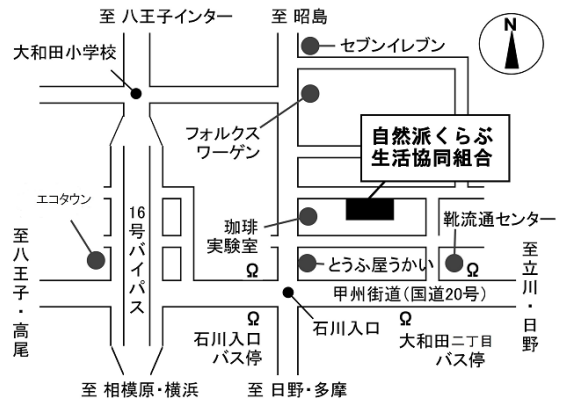 至 八王子インター
至 昭島
N
セブンイレブン
大和田小学校
フォルクス
ワーゲン
自然派くらぶ
生活協同組合
エコタウン
16号バイパス
珈琲
実験室
靴流通センター
至八王子・高尾
とうふ屋うかい
至立川・日野
甲州街道(国道20号)
石川入口
バス停
石川入口
大和田二丁目
バス停
至 相模原・横浜
至 日野・多摩